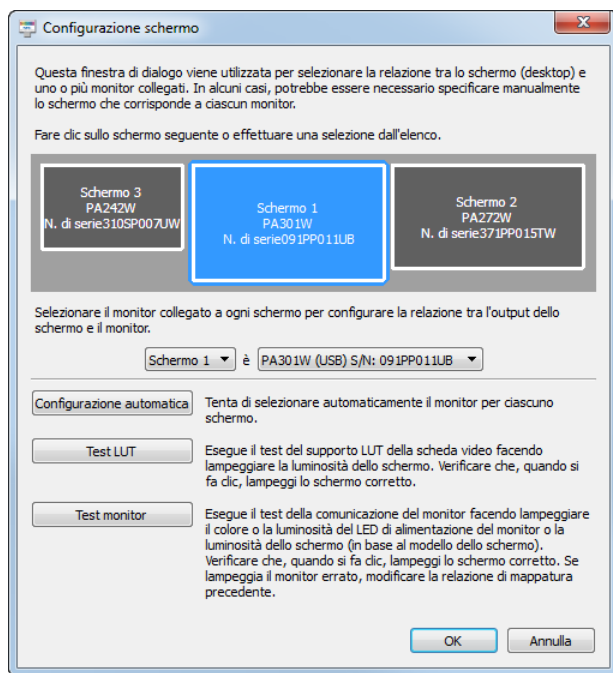 Configurazione schermo
Questa finestra di dialogo viene utilizzata per selezionare la relazione tra lo schermo (desktop) e
uno o più monitor collegati. In alcuni casi, potrebbe essere necessario specificare manualmente
lo schermo che corrisponde a ciascun monitor.
Fare clic sullo schermo seguente o effettuare una selezione dall'elenco.
Schermo 3
PA242W
N. di serie310SP007UW
Schermo 1
PA301W
N. di serie091PP011UB
Schermo 2
PA272W
N. di serie371PP015TW
Selezionare il monitor collegato a ogni schermo per configurare la relazione tra l'output dello
schermo e il monitor.
Schermo 1 è PA301W (USB) S/N: 091PP011UB
Configurazione automatica
Tenta di selezionare automaticamente il monitor per ciascuno
schermo.
Test LUT
Esegue il test del supporto LUT della scheda video facendo
lampeggiare la luminosità dello schermo. Verificare che, quando si
fa clic, lampeggi lo schermo corretto.
Test monitor
Esegue il test della comunicazione del monitor facendo lampeggiare
il colore o la luminosità del LED di alimentazione del monitor o la
luminosità dello schermo (in base al modello dello schermo).
Verificare che, quando si fa clic, lampeggi lo schermo corretto. Se
lampeggia il monitor errato, modificare la relazione di mappatura
precedente.
OK
Annulla